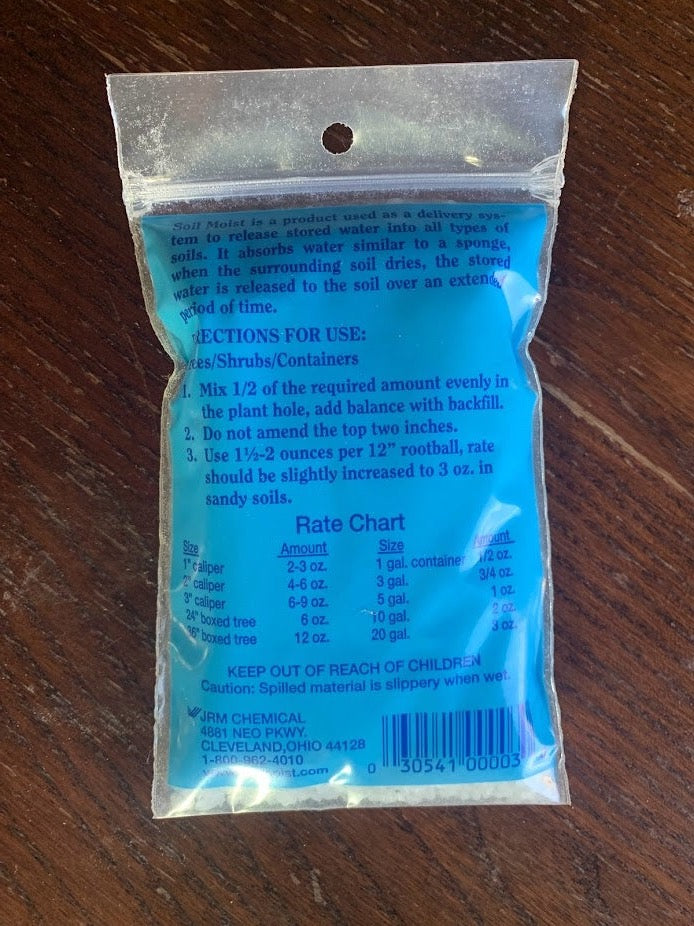 Soil Moist is a product used as a delivery sys-
tem to release stored water into all types of
soils. It absorbs water similar to a sponge,
when the surrounding soil dries, the stored
water is released to the soil over an extended
period of time.
RECTIONS FOR USE:
ees/Shrubs/Containers
1. Mix 1/2 of the required amount evenly in
the plant hole, add balance with backfill.
2. Do not amend the top two inches.
3. Use 1½-2 ounces per 12” rootball, rate
should be slightly increased to 3 oz. in
sandy soils.
Rate Chart
Size Amount Size Amount
1" caliper 2-3 oz. 1 gal. container 1/2 oz.
2" caliper 4-6 oz. 3 gal. 3/4 oz.
3" caliper 6-9 oz. 5 gal. 1 oz.
24" boxed tree 6 oz. 10 gal. 2 oz.
36" boxed tree 12 oz. 20 gal. 3 oz.
KEEP OUT OF REACH OF CHILDREN
Caution: Spilled material is slippery when wet.
JRM CHEMICAL
4881 NEO PKWY.
CLEVELAND,OHIO 44128
1-800-962-4010
0 30541 00003